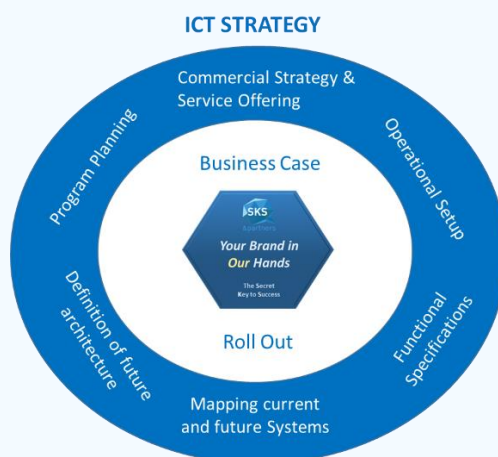 ICT STRATEGY
Commercial Strategy &
Service Offering
Operational Setup
Functional
Specifications
Mapping current
and future Systems
Definition of future
architecture
Program Planning
Business Case
SKS
&partners
Your Brand in
Our Hands
The Secret
Key to Success
Roll Out